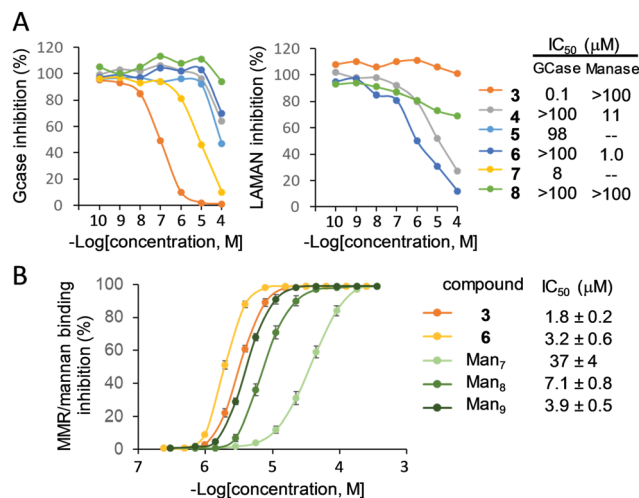 A
Gcase inhibition (%)
120
100
80
60
40
20
0
10 9 8 7 6 5 4
-Log[concentration, M]
LAMAN inhibition (%)
120
100
80
60
40
20
0
10 9 8 7 6 5 4
-Log[concentration, M]
IC50 (μM)
GCase Manase
3 0.1 >100
4 >100 11
5 98 --
6 >100 1.0
7 8 --
8 >100 >100
B
MMR/mannan binding
inhibition (%)
100
80
60
40
20
0
7 6 5 4 3
-Log[concentration, M]
compound IC50 (μM)
3 1.8 ± 0.2
6 3.2 ± 0.6
Man7 37 ± 4
Man8 7.1 ± 0.8
Man9 3.9 ± 0.5